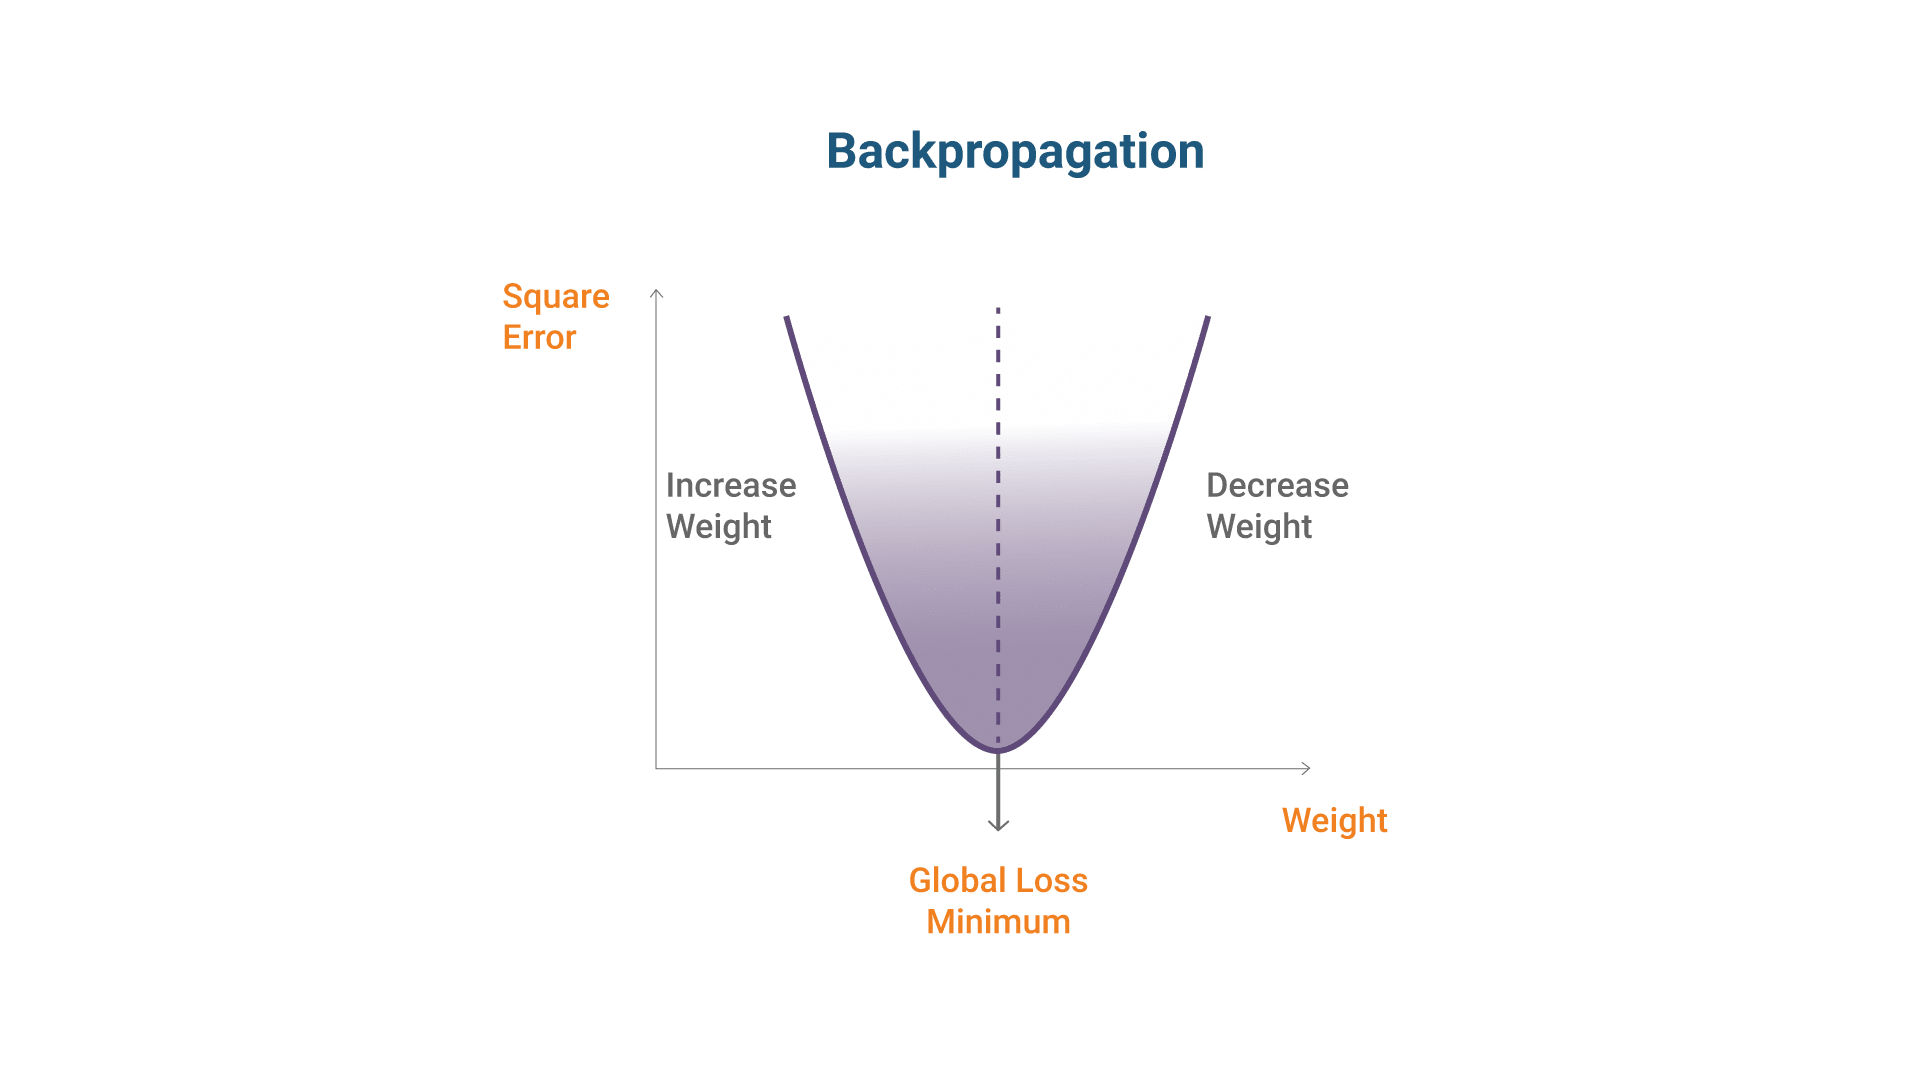 Backpropagation
Square
Error
Increase
Weight
Decrease
Weight
Weight
Global Loss
Minimum